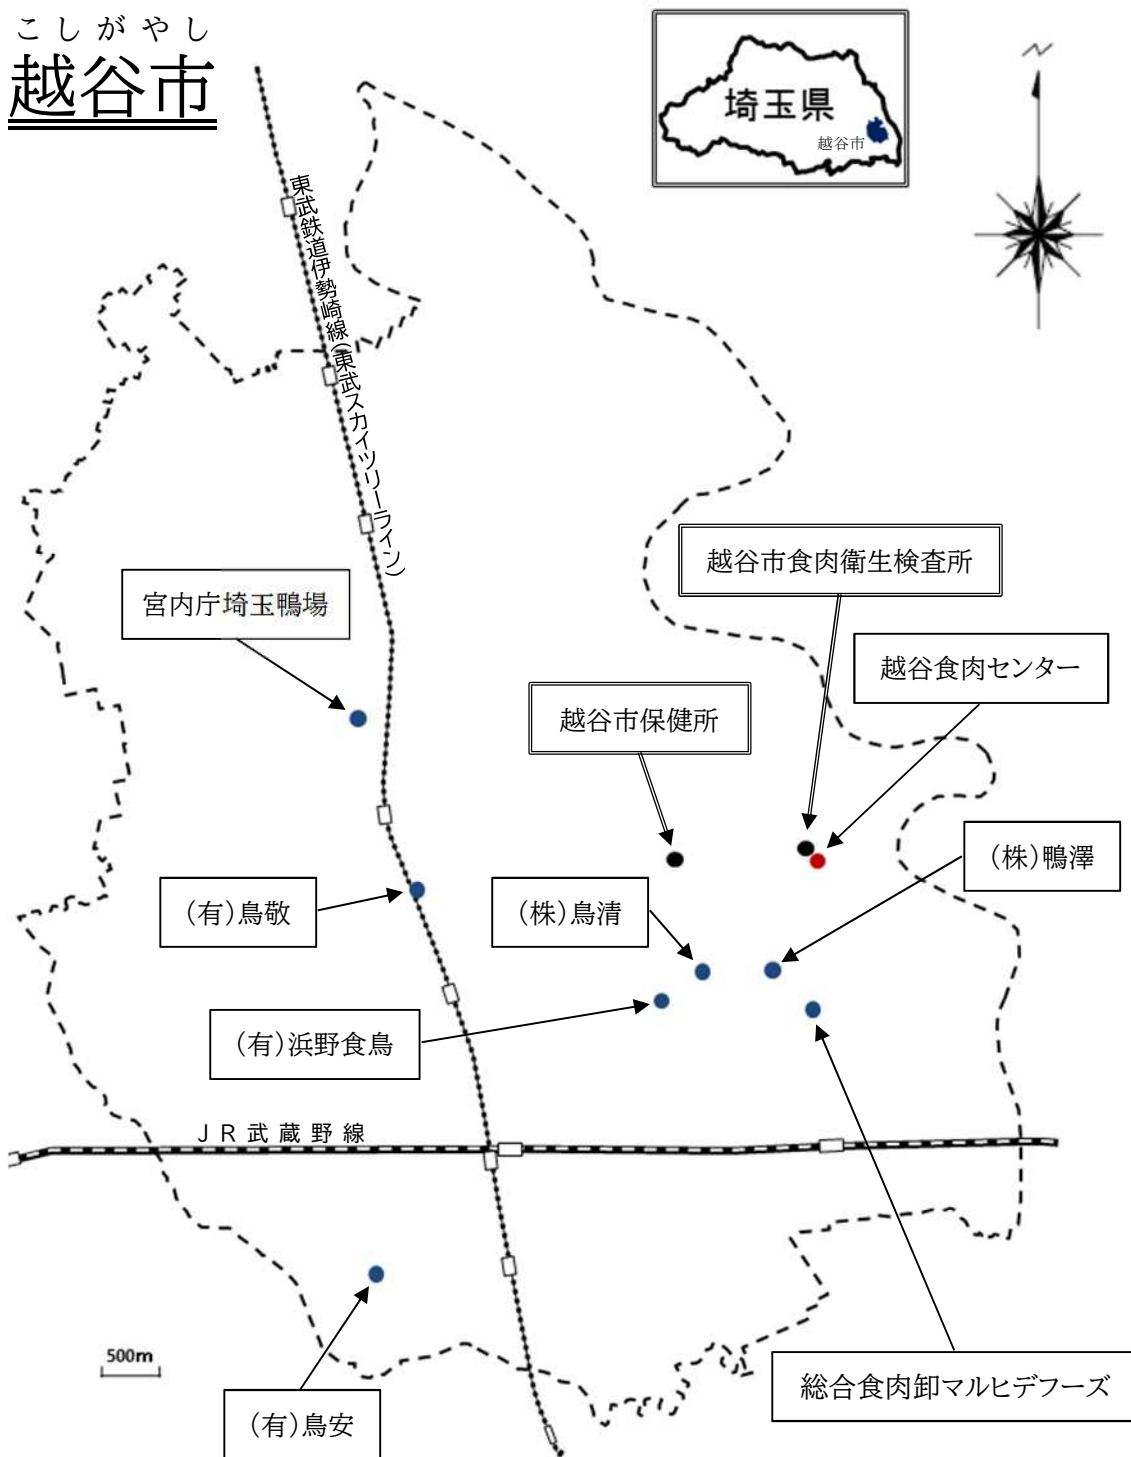 こしがやし
越谷市
埼玉県
越谷市
東武鉄道伊勢崎線(東武スカイツリーライン)
越谷市食肉衛生検査所
宮内庁埼玉鴨場
越谷食肉センター
越谷市保健所
(株)鴨澤
(有)鳥敬
(株)鳥清
(有)浜野食鳥
JR武蔵野線
500m
総合食肉卸マルヒデフーズ
(有)鳥安